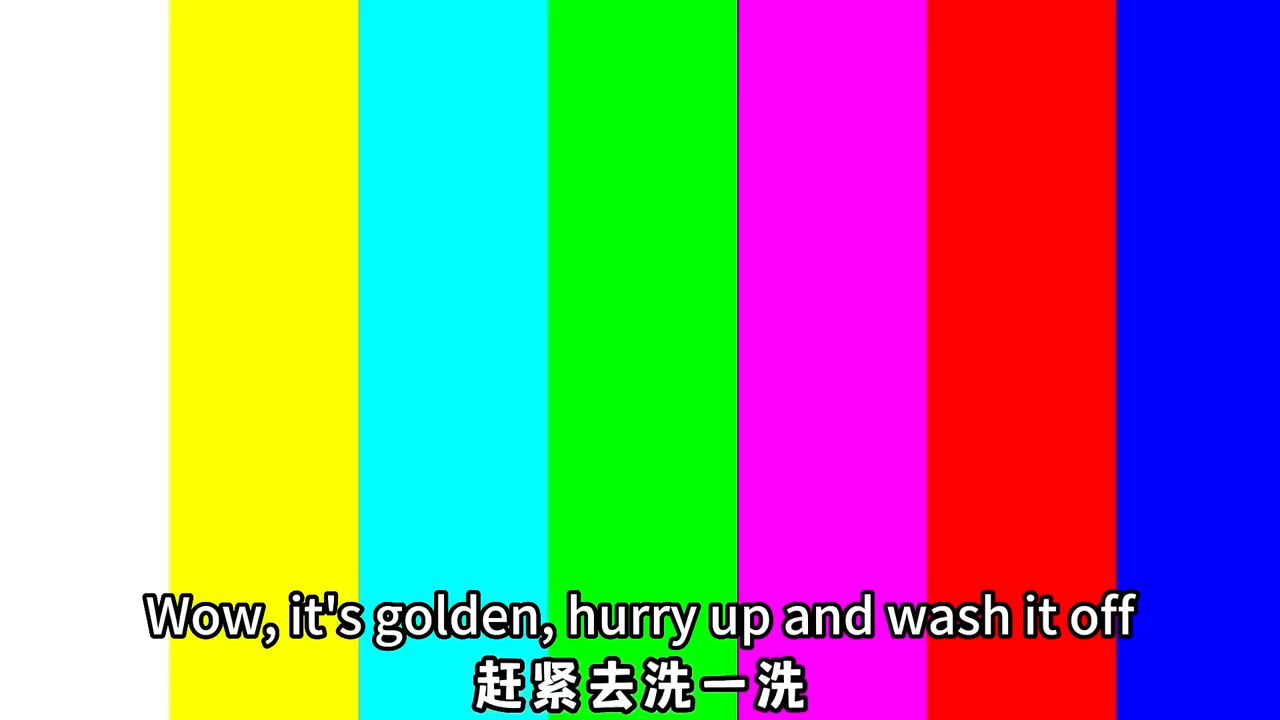 Wow, it's golden, hurry up and wash it off
赶紧去洗一洗